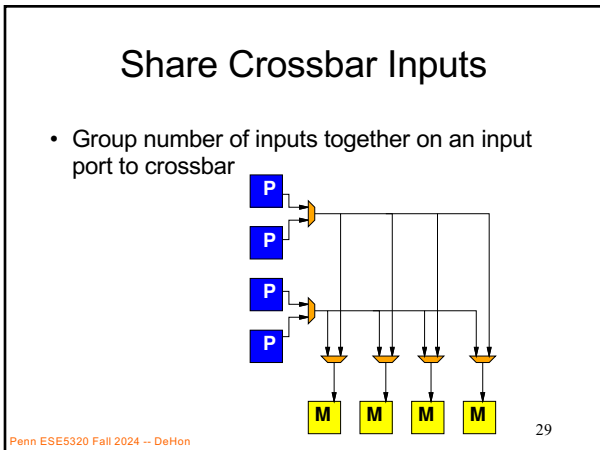 Share Crossbar Inputs
• Group number of inputs together on an input
port to crossbar
P
P
P
P
M M M M
29
Penn ESE5320 Fall 2024 -- DeHon